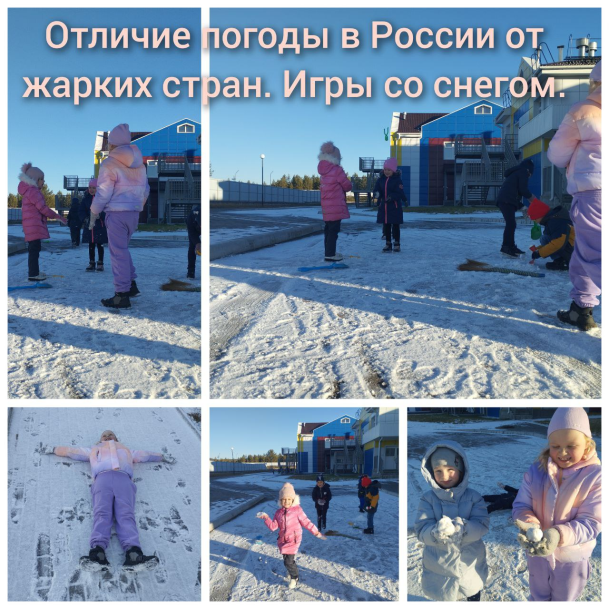 Отличие погоды в России от
жарких стран. Игры со снегом.